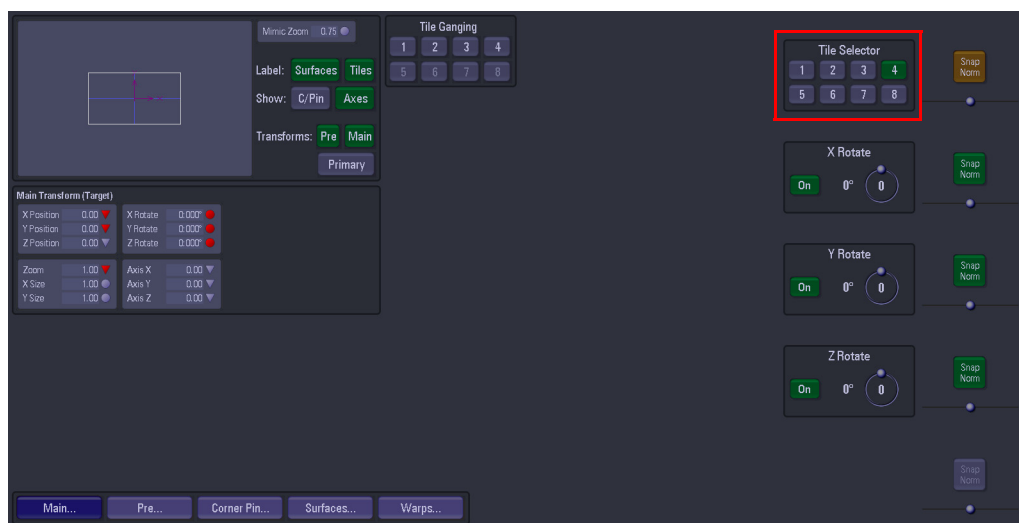 Mimic Zoom 0.75
Label: Surfaces Tiles
Show: C/Pin Axes
Transforms: Pre Main
Primary
Tile Ganging
1 2 3 4
5 6 7 8
Tile Selector
1 2 3 4
5 6 7 8
Snap
Norm
X Rotate
On 0° 0
Snap
Norm
Main Transform (Target)
X Position 0.00 X Rotate 0.000°
Y Position 0.00 Y Rotate 0.000°
Z Position 0.00 Z Rotate 0.000°
Zoom 1.00 Axis X 0.00
X Size 1.00 Axis Y 0.00
Y Size 1.00 Axis Z 0.00
Y Rotate
On 0° 0
Snap
Norm
Z Rotate
On 0° 0
Snap
Norm
Snap
Norm
Main... Pre... Corner Pin... Surfaces... Warps...